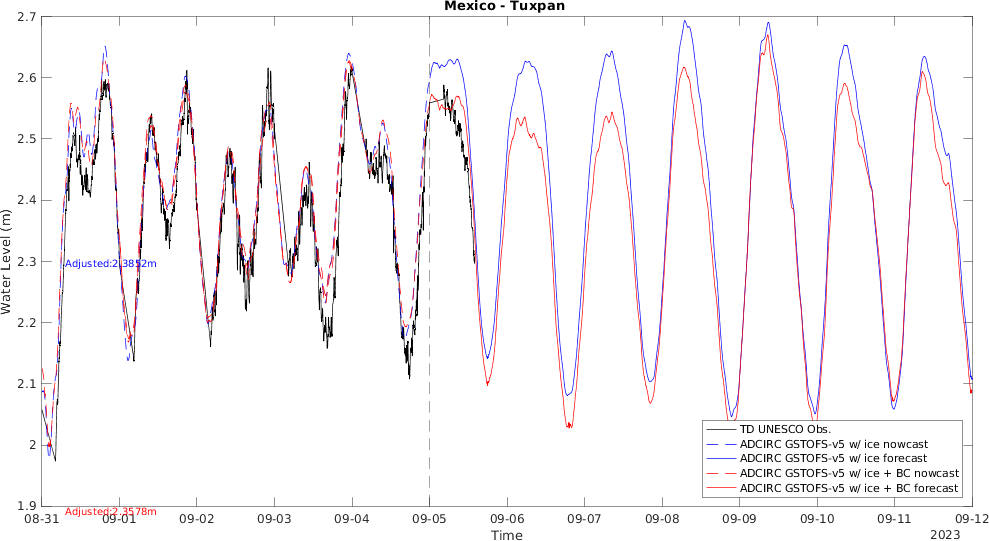 Mexico - Tuxpan
2.7
2.6
2.5
2.4
2.3
2.2
2.1
2
1.9
Water Level (m)
Adjusted:2.3852m
Adjusted:2.3578m
TD UNESCO Obs.
ADCIRC GSTOFS-v5 w/ ice nowcast
ADCIRC GSTOFS-v5 w/ ice forecast
ADCIRC GSTOFS-v5 w/ ice + BC nowcast
ADCIRC GSTOFS-v5 w/ ice + BC forecast
08-31 09-01 09-02 09-03 09-04 09-05 09-06 09-07 09-08 09-09 09-10 09-11 09-12
Time
2023